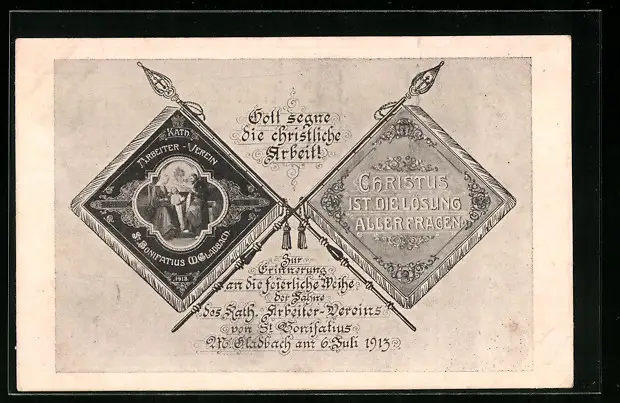 Gott segne
die christliche
Arbeit!
KATH.
ARBEITER-VEREIN
ST. BONIFATIUS M.GLADBACH
1913.
CHRISTUS
IST DIE LÖSUNG
ALLER FRAGEN.
Zur
Erinnerung
an die feierliche Weihe
der Fahne
des Kath. Arbeiter-Vereins
von St. Bonifatius
M. Gladbach am 6. Juli 1913